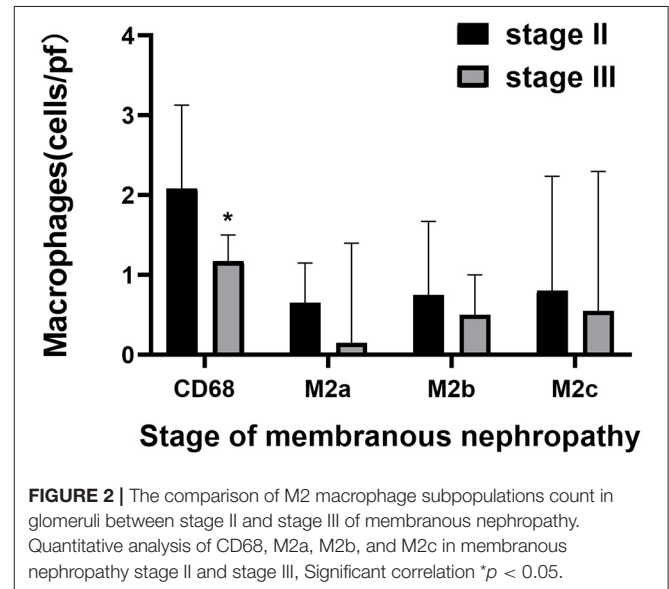 4
stage II
stage III
3
2
1
0
Macrophages(cells/pf)
*
CD68 M2a M2b M2c
Stage of membranous nephropathy
FIGURE 2 | The comparison of M2 macrophage subpopulations count in
glomeruli between stage II and stage III of membranous nephropathy.
Quantitative analysis of CD68, M2a, M2b, and M2c in membranous
nephropathy stage II and stage III, Significant correlation *p < 0.05.